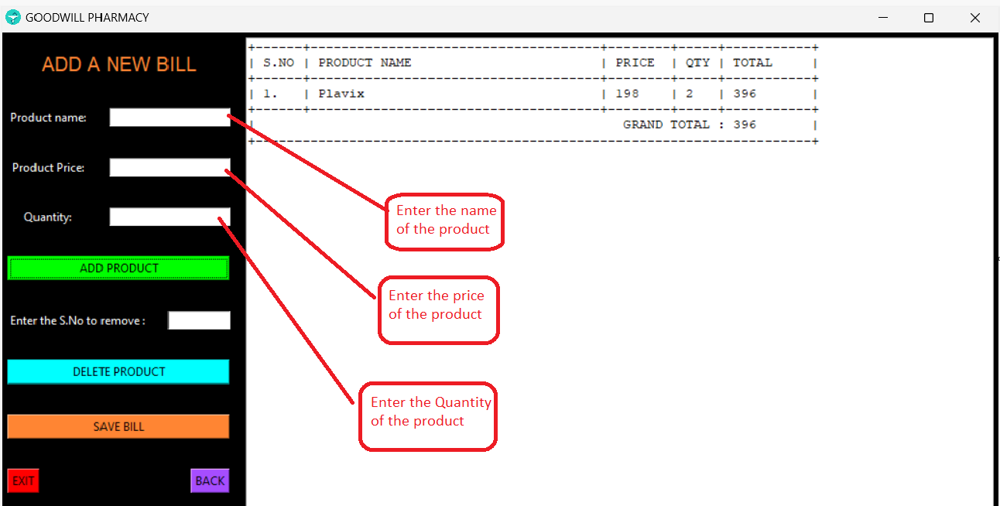 GOODWILL PHARMACY
ADD A NEW BILL
Product name:
Product Price:
Quantity:
ADD PRODUCT
Enter the S.No to remove :
DELETE PRODUCT
SAVE BILL
EXIT
BACK
+------+--------------------------------------+--------+-----+-----------+
| S.NO | PRODUCT NAME | PRICE | QTY | TOTAL |
+------+--------------------------------------+--------+-----+-----------+
| 1. | Plavix | 198 | 2 | 396 |
+------+--------------------------------------+--------+-----+-----------+
| GRAND TOTAL : 396 |
+------------------------------------------------------------------------+
Enter the name
of the product
Enter the price
of the product
Enter the Quantity
of the product